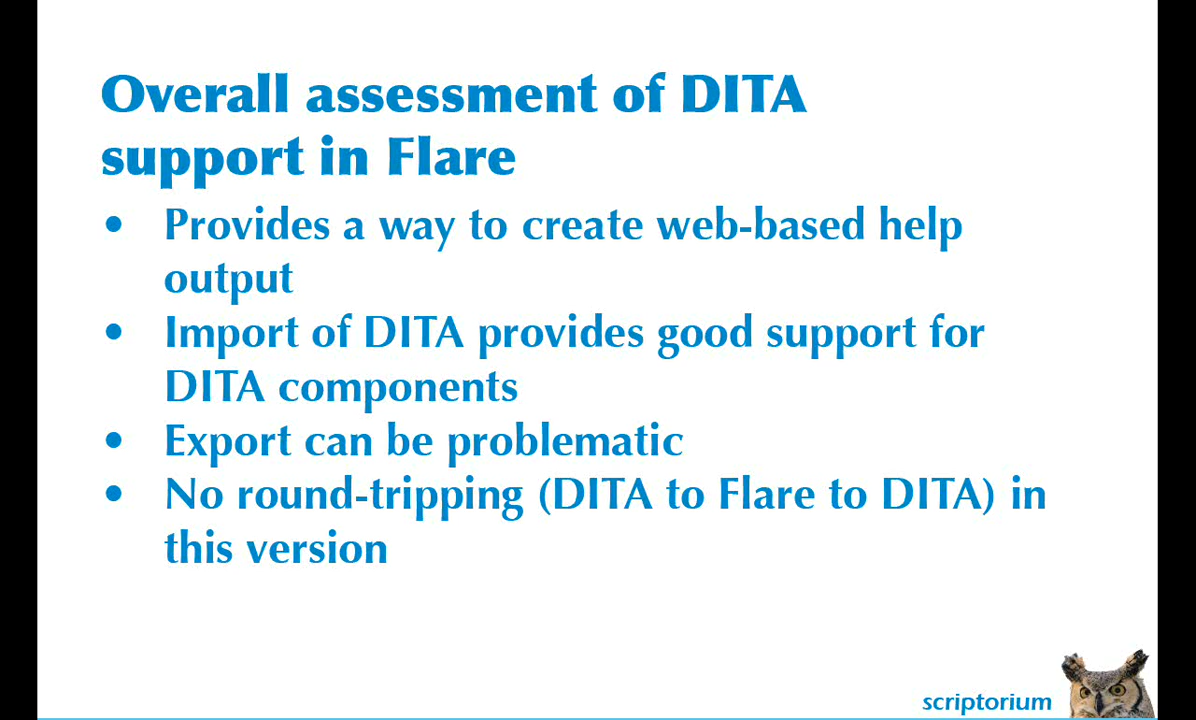 Overall assessment of DITA
support in Flare
• Provides a way to create web-based help
output
• Import of DITA provides good support for
DITA components
• Export can be problematic
• No round-tripping (DITA to Flare to DITA) in
this version
scriptorium